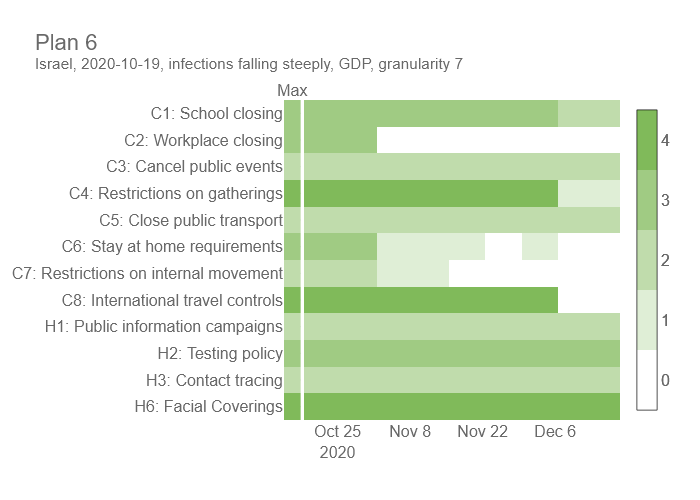 Plan 6
Israel, 2020-10-19, infections falling steeply, GDP, granularity 7
Max
C1: School closing
C2: Workplace closing
C3: Cancel public events
C4: Restrictions on gatherings
C5: Close public transport
C6: Stay at home requirements
C7: Restrictions on internal movement
C8: International travel controls
H1: Public information campaigns
H2: Testing policy
H3: Contact tracing
H6: Facial Coverings
Oct 25 Nov 8 Nov 22 Dec 6
2020
4
3
2
1
0